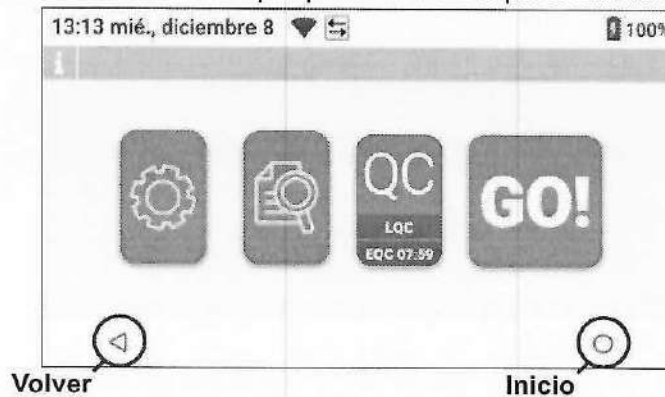 13:13 mié., diciembre 8 100%
i
QC
LQC
EQC 07:59
GO!
Volver
Inicio